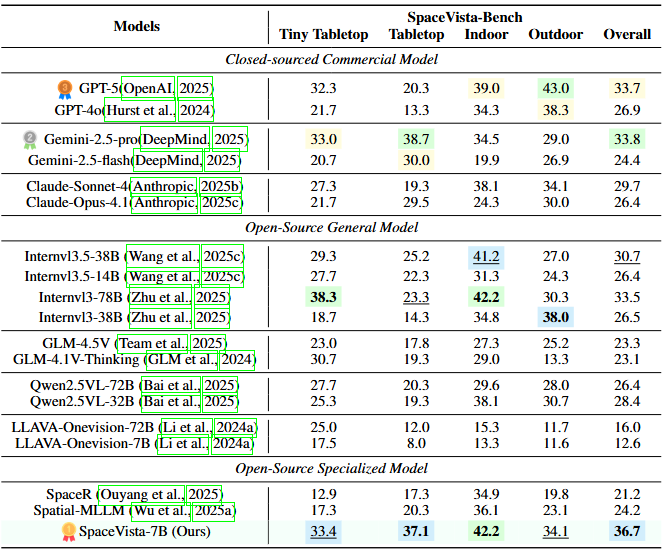 Models SpaceVista-Bench
Tiny Tabletop Tabletop Indoor Outdoor Overall
Closed-sourced Commercial Model
3 GPT-5(OpenAI, 2025) 32.3 20.3 39.0 43.0 33.7
GPT-4o(Hurst et al., 2024) 21.7 13.3 34.3 38.3 26.9
2 Gemini-2.5-pro(DeepMind, 2025) 33.0 38.7 34.5 29.0 33.8
Gemini-2.5-flash(DeepMind, 2025) 20.7 30.0 19.9 26.9 24.4
Claude-Sonnet-4(Anthropic, 2025b) 27.3 19.3 38.1 34.1 29.7
Claude-Opus-4.1(Anthropic, 2025c) 21.7 29.5 24.3 30.0 26.4
Open-Source General Model
Internvl3.5-38B (Wang et al., 2025c) 29.3 25.2 41.2 27.0 30.7
Internvl3.5-14B (Wang et al., 2025c) 27.7 22.3 31.3 24.3 26.4
Internvl3-78B (Zhu et al., 2025) 38.3 23.3 42.2 30.3 33.5
Internvl3-38B (Zhu et al., 2025) 18.7 14.3 34.8 38.0 26.5
GLM-4.5V (Team et al., 2025) 23.0 17.8 27.3 25.2 23.3
GLM-4.1V-Thinking (GLM et al., 2024) 30.7 19.3 29.0 13.3 23.1
Qwen2.5VL-72B (Bai et al., 2025) 27.7 20.3 29.6 28.0 26.4
Qwen2.5VL-32B (Bai et al., 2025) 25.3 19.3 38.1 30.7 28.4
LLAVA-Onevision-72B (Li et al., 2024a) 25.0 12.0 15.3 11.7 16.0
LLAVA-Onevision-7B (Li et al., 2024a) 17.5 8.0 13.3 11.6 12.6
Open-Source Specialized Model
SpaceR (Ouyang et al., 2025) 12.9 17.3 34.9 19.8 21.2
Spatial-MLLM (Wu et al., 2025a) 17.3 20.3 36.1 23.1 24.2
1 SpaceVista-7B (Ours) 33.4 37.1 42.2 34.1 36.7